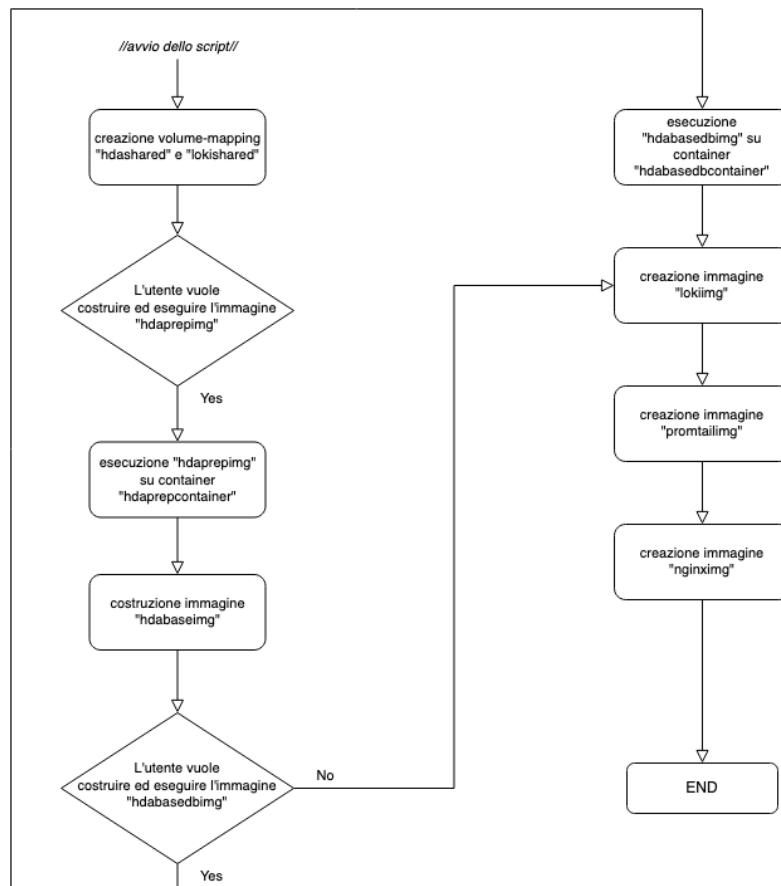 //avvio dello script//
creazione volume-mapping
"hdashared" e "lokishared"
L'utente vuole
costruire ed eseguire l'immagine
"hdaprepimg"
Yes
esecuzione "hdaprepimg"
su container
"hdaprepcontainer"
costruzione immagine
"hdabaseimg"
L'utente vuole
costruire ed eseguire l'immagine
"hdabasedbimg"
No
Yes
esecuzione
"hdabasedbimg" su
container
"hdabasedbcontainer"
creazione immagine
"lokiimg"
creazione immagine
"promtailimg"
creazione immagine
"nginximg"
END